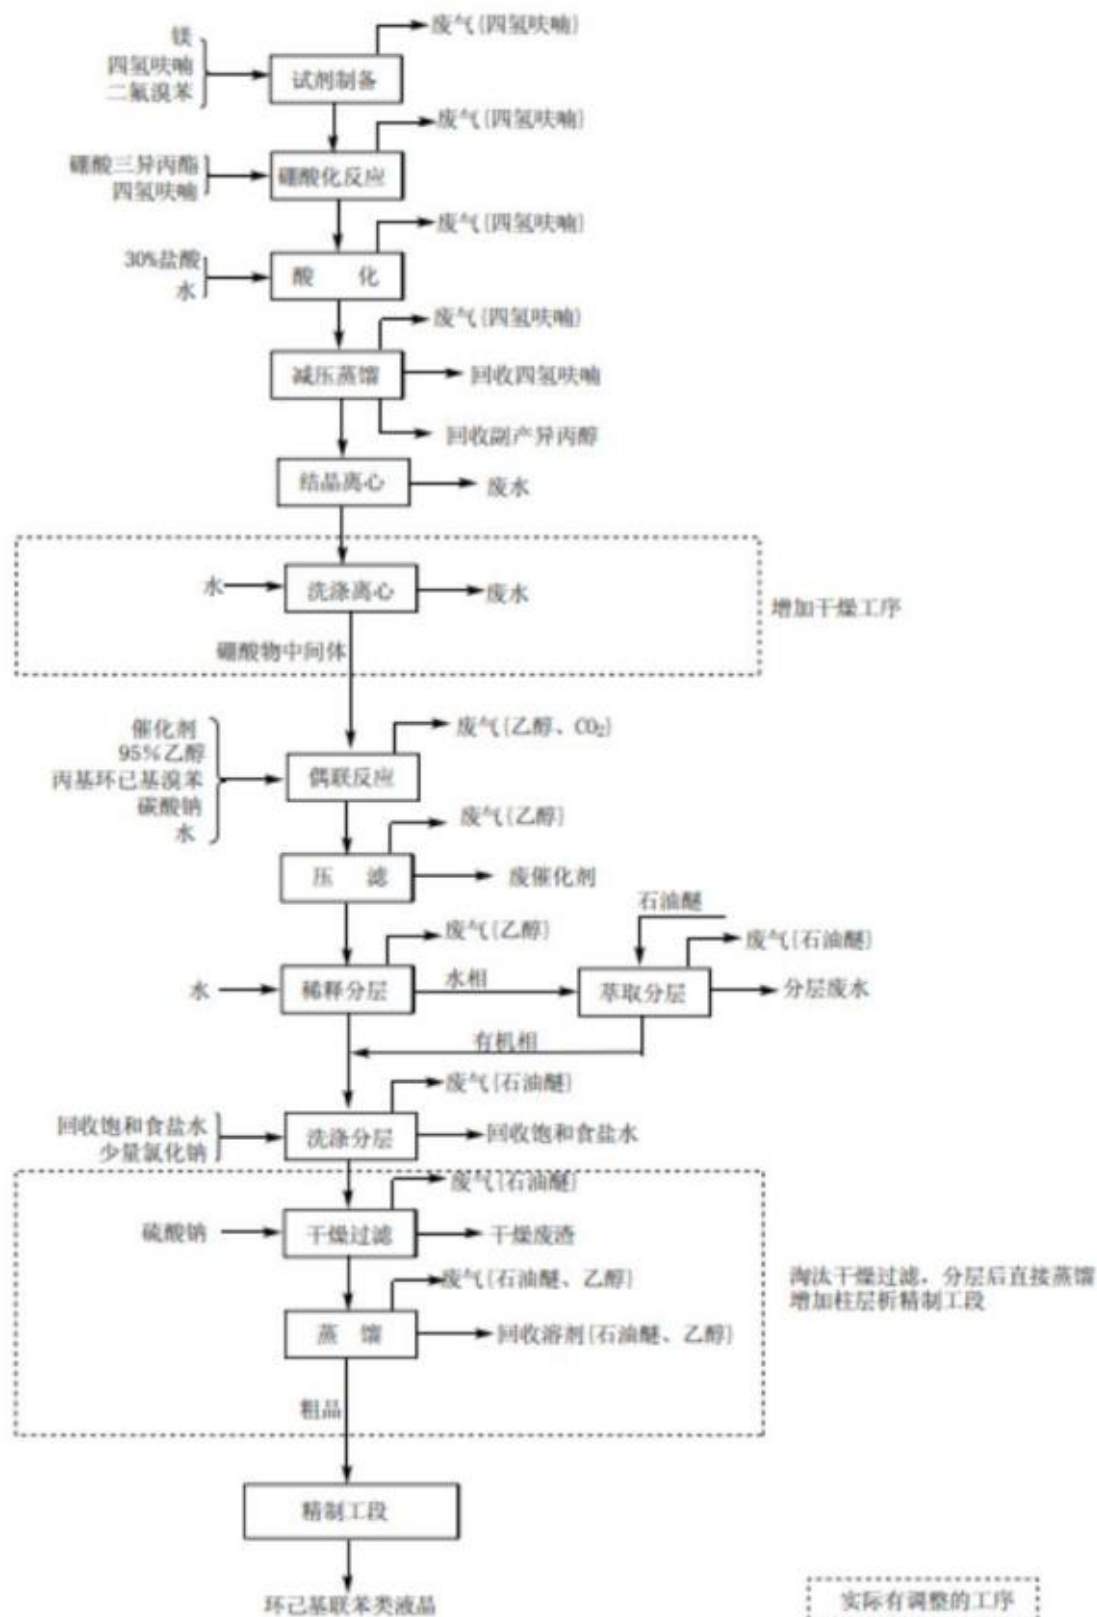 废气(四氢呋喃)
镁
四氢呋喃
二氟溴苯
试剂制备
废气(四氢呋喃)
硼酸三异丙酯
四氢呋喃
硼酸化反应
废气(四氢呋喃)
30%盐酸
水
酸 化
废气(四氢呋喃)
减压蒸馏
回收四氢呋喃
回收副产异丙醇
结晶离心
废水
水
洗涤离心
废水
增加干燥工序
硼酸物中间体
废气(乙醇、CO₂)
催化剂
95%乙醇
丙基环已基溴苯
碳酸钠
水
偶联反应
废气(乙醇)
压 滤
废催化剂
石油醚
废气(乙醇)
废气(石油醚)
水
稀释分层
水相
萃取分层
分层废水
有机相
废气(石油醚)
回收饱和食盐水
少量氯化钠
洗涤分层
回收饱和食盐水
废气(石油醚)
硫酸钠
干燥过滤
干燥废渣
废气(石油醚、乙醇)
淘汰干燥过滤，分层后直接蒸馏
增加柱层析精制工段
蒸 馏
回收溶剂(石油醚、乙醇)
粗品
精制工段
环己基联苯类液晶
实际有调整的工序